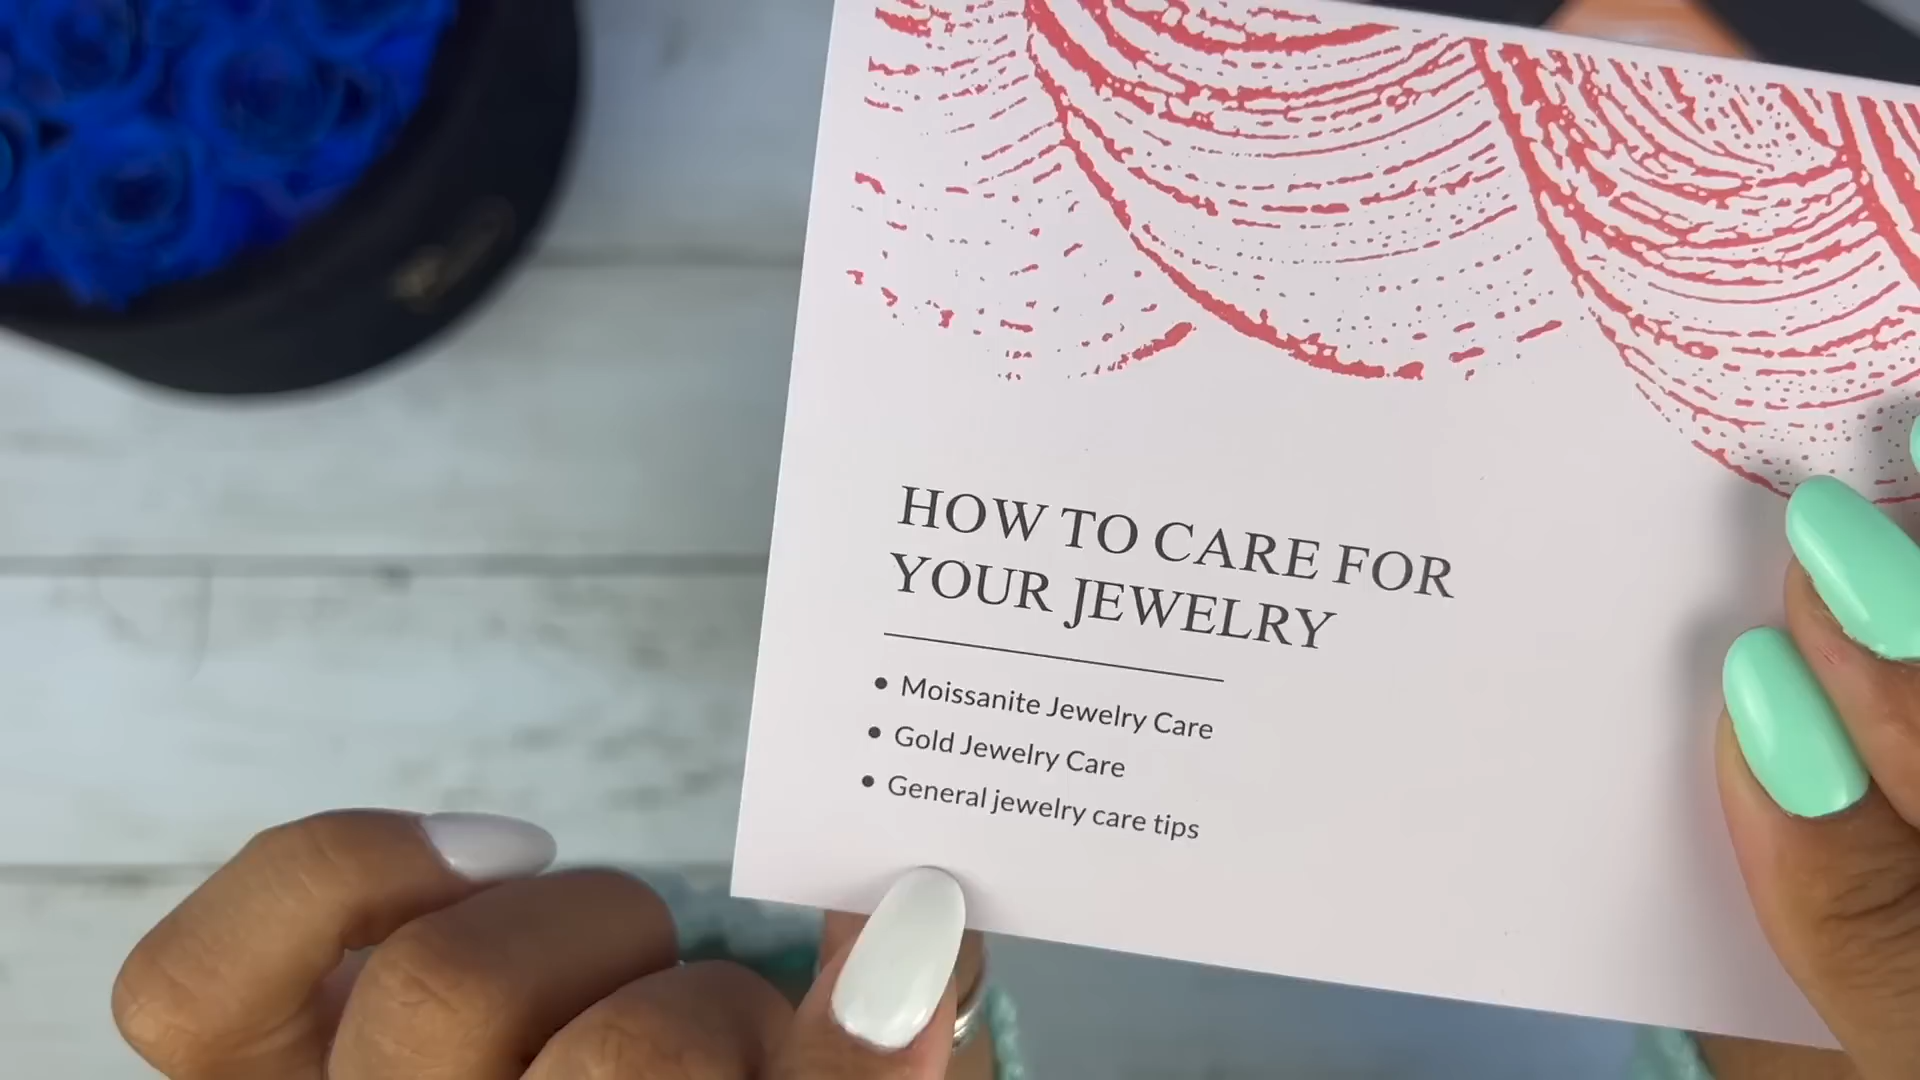 HOW TO CARE FOR
YOUR JEWELRY
• Moissanite Jewelry Care
• Gold Jewelry Care
• General jewelry care tips